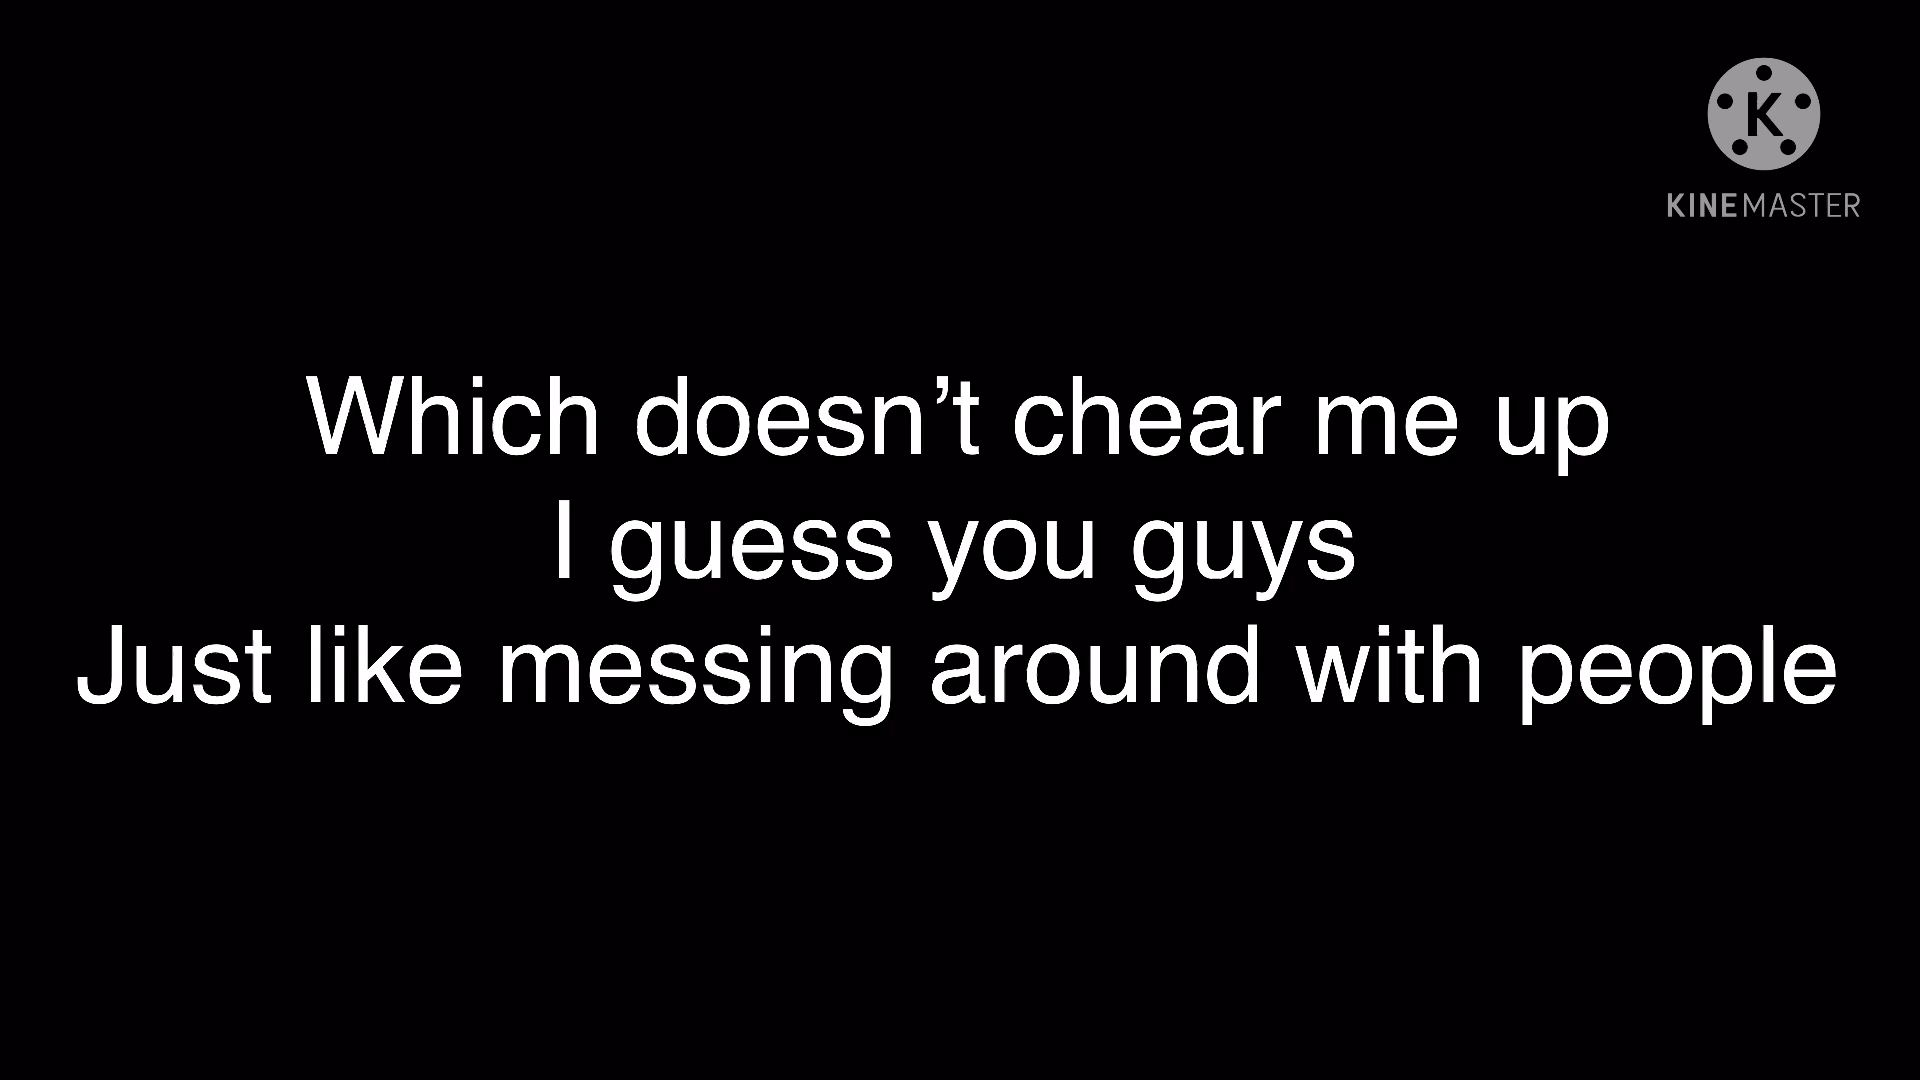 K
KINEMASTER
Which doesn’t chear me up
I guess you guys
Just like messing around with people